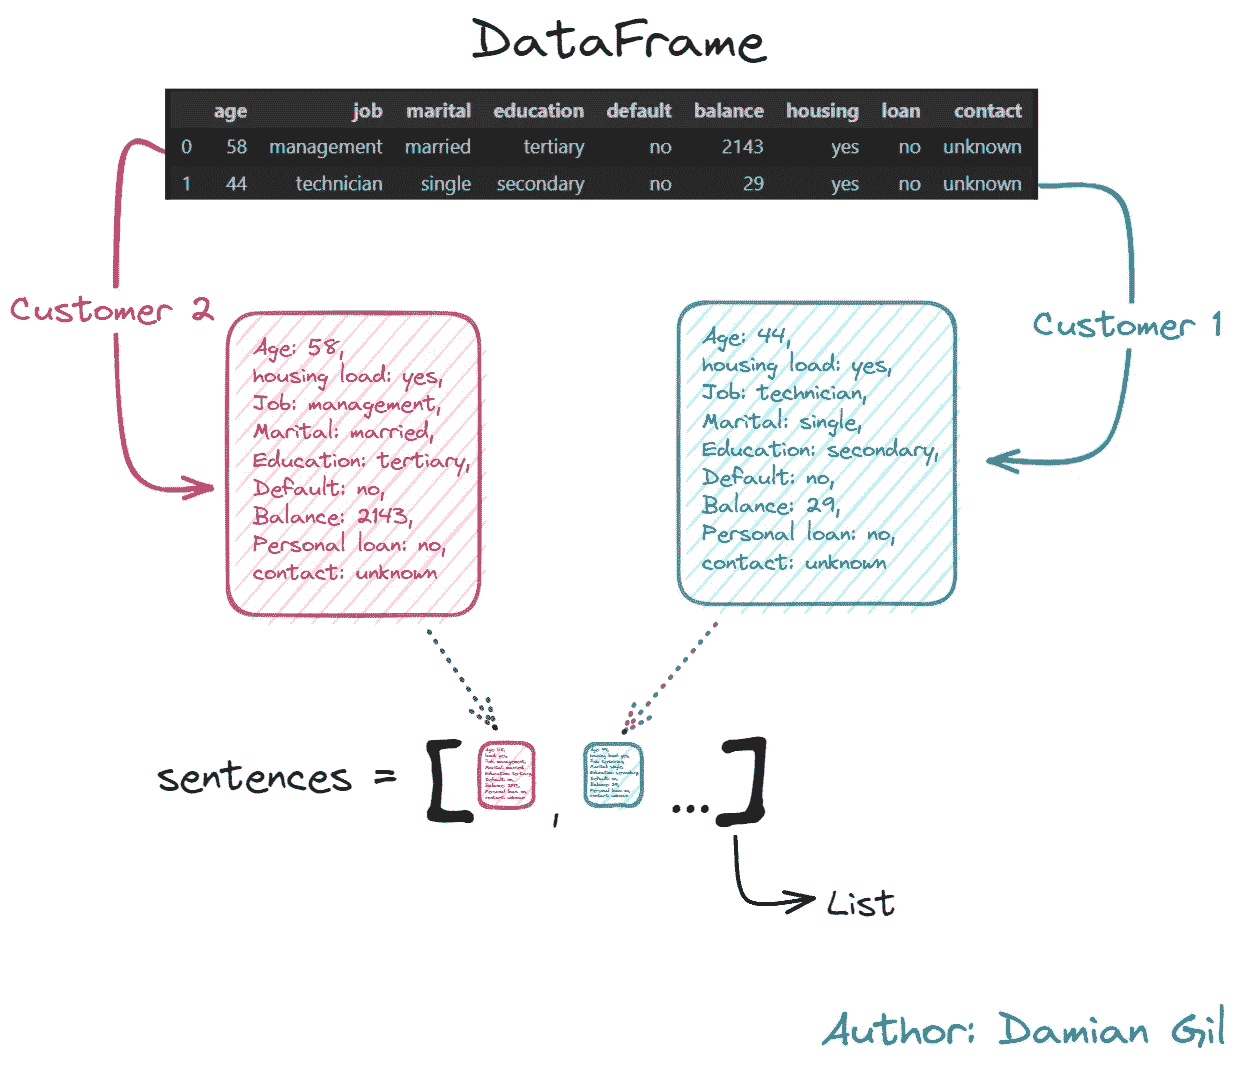 DataFrame
age job marital education default balance housing loan contact
0 58 management married tertiary no 2143 yes no unknown
1 44 technician single secondary no 29 yes no unknown
Customer 2
Age: 58,
housing load: yes,
Job: management,
Marital: married,
Education: tertiary,
Default: no,
Balance: 2143,
Personal loan: no,
contact: unknown
Customer 1
Age: 44,
housing load: yes,
Job: technician,
Marital: single,
Education: secondary,
Default: no,
Balance: 29,
Personal loan: no,
contact: unknown
sentences = [ , ... ]
List
Author: Damian Gil